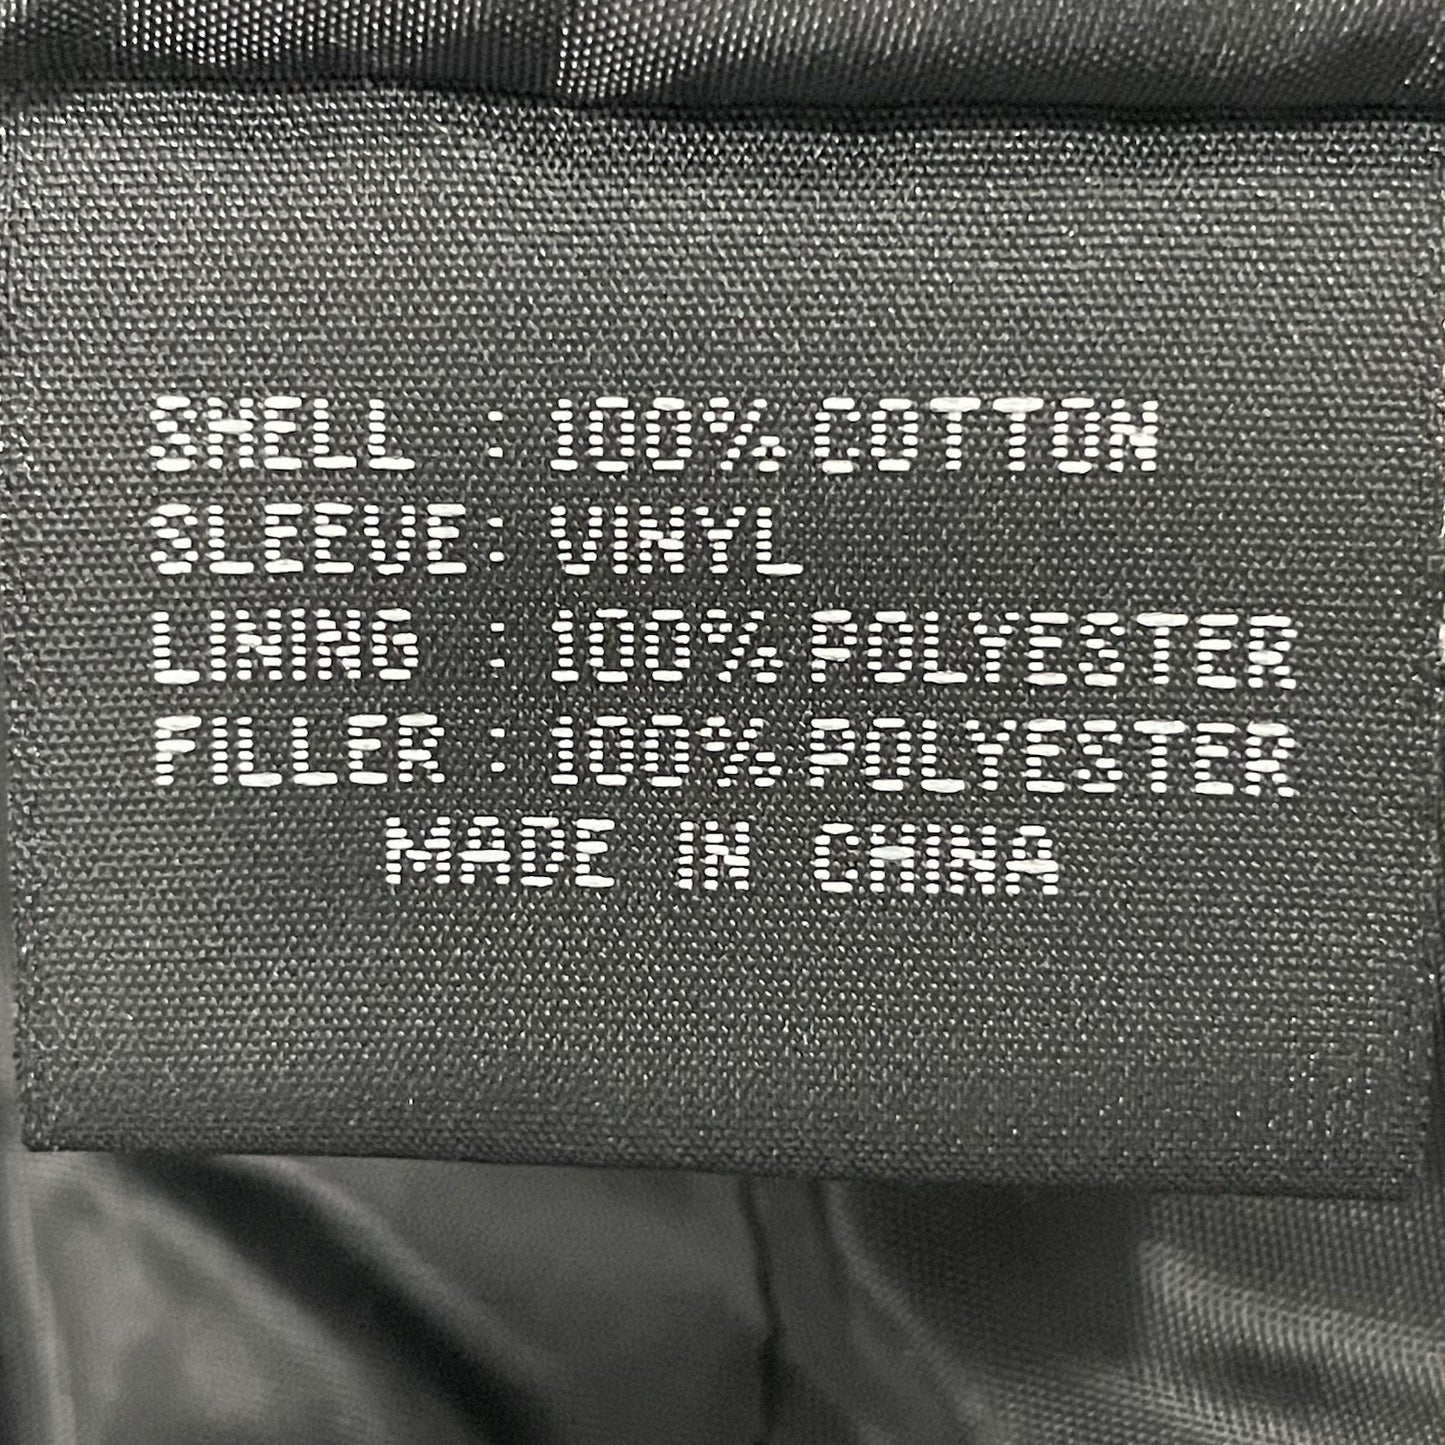 SHELL : 100% COTTON
SLEEVE: VINYL
LINING : 100% POLYESTER
FILLER : 100% POLYESTER
MADE IN CHINA